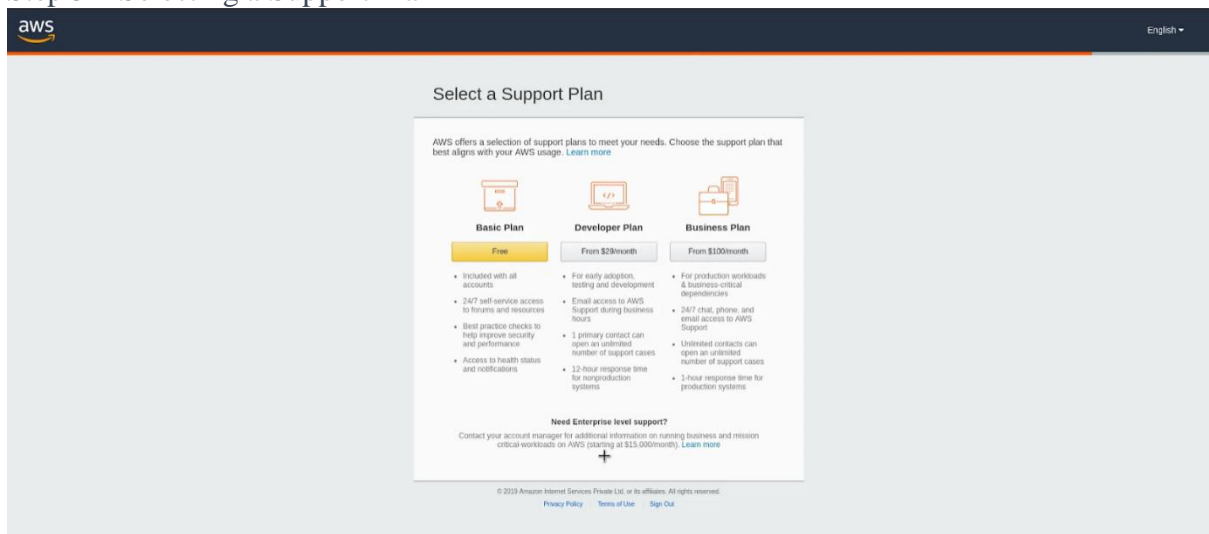 aws
English
Select a Support Plan
AWS offers a selection of support plans to meet your needs. Choose the support plan that
best aligns with your AWS usage. Learn more
Basic Plan
Free
• Included with all
accounts
• 24/7 self-service access
to forums and resources
• Best practice checks to
help improve security
and performance
• Access to health status
and notifications
Developer Plan
From $29/month
• For early adoption,
testing and development
• Email access to AWS
Support during business
hours
• 1 primary contact can
open an unlimited
number of support cases
• 12-hour response time
for nonproduction
systems
Business Plan
From $100/month
• For production workloads
& business-critical
dependencies
• 24/7 chat, phone, and
email access to AWS
Support
• Unlimited contacts can
open an unlimited
number of support cases
• 1-hour response time for
production systems
Need Enterprise level support?
Contact your account manager for additional information on running business and mission
critical-workloads on AWS (starting at $15,000/month). Learn more
© 2019 Amazon Internet Services Private Ltd. or its affiliates. All rights reserved.
Privacy Policy Terms of Use Sign Out